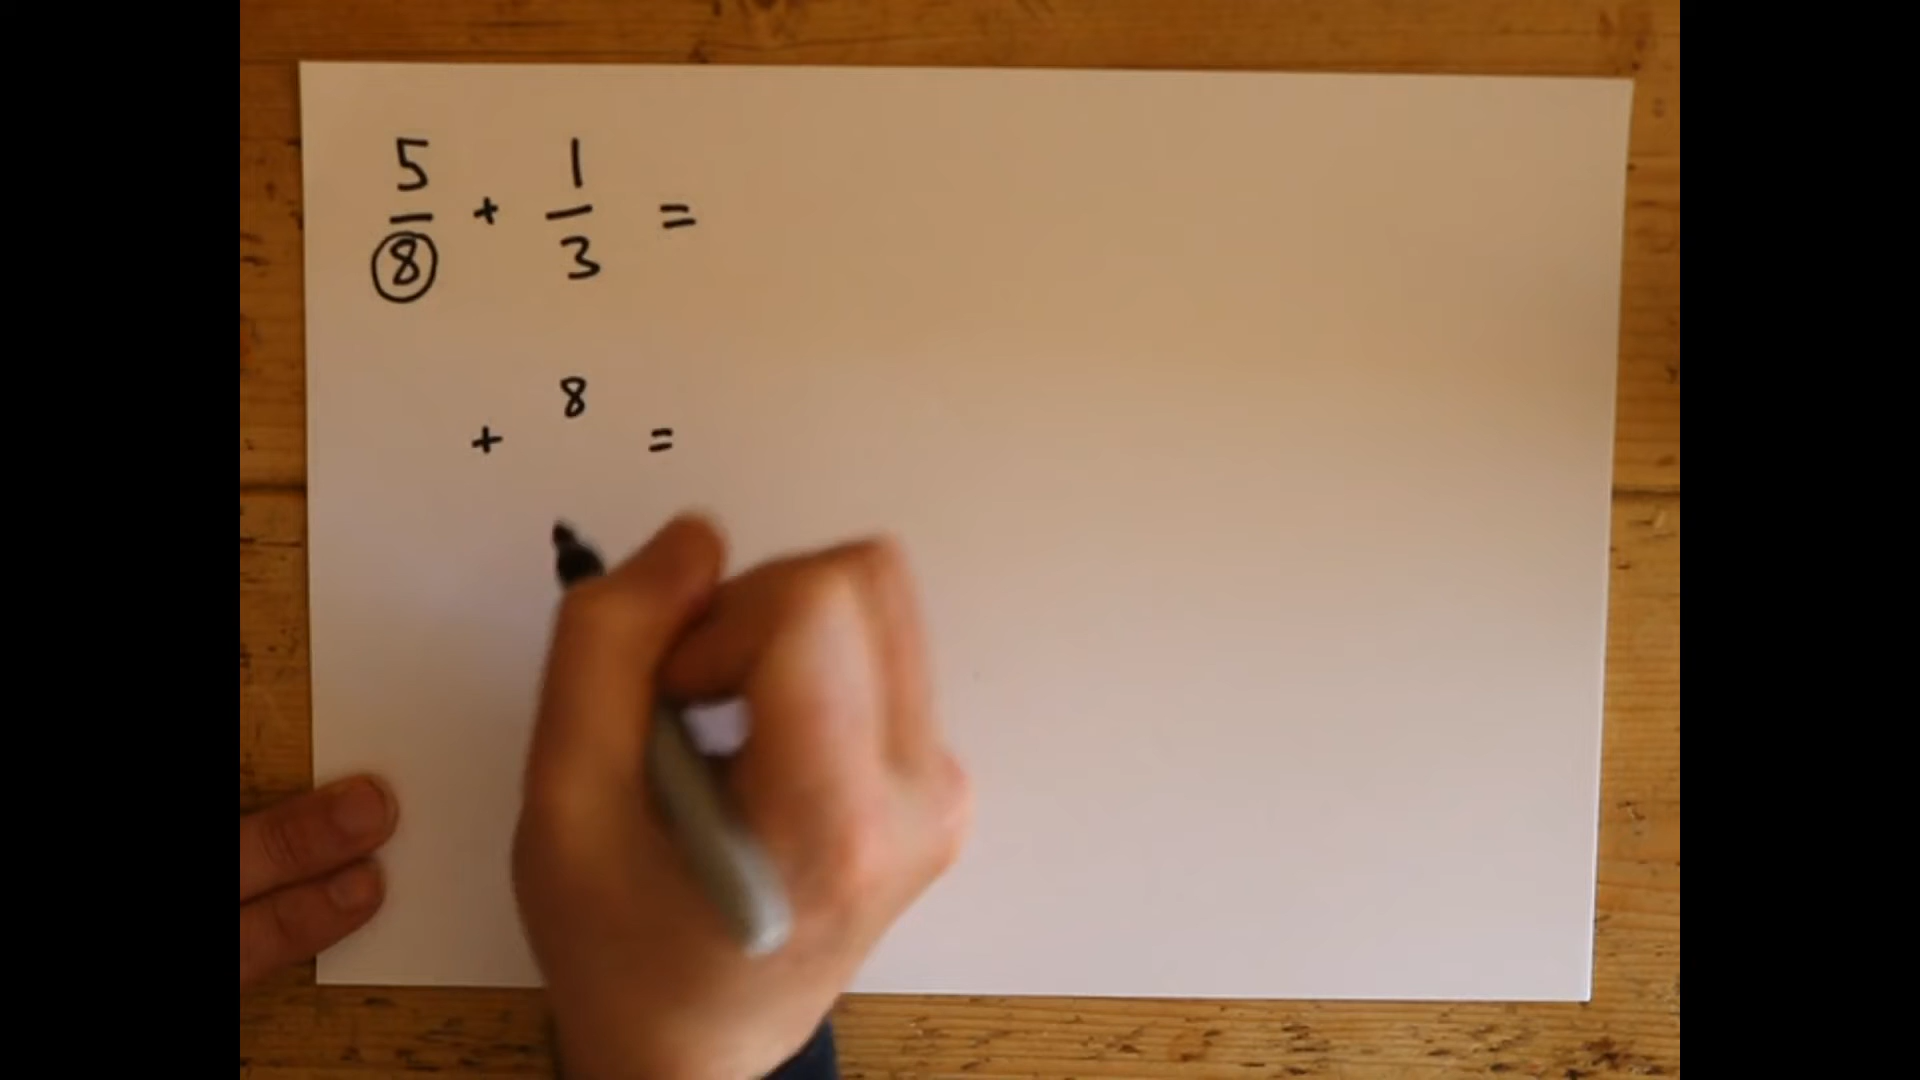 5/8 + 1/3 =
+ 8 =